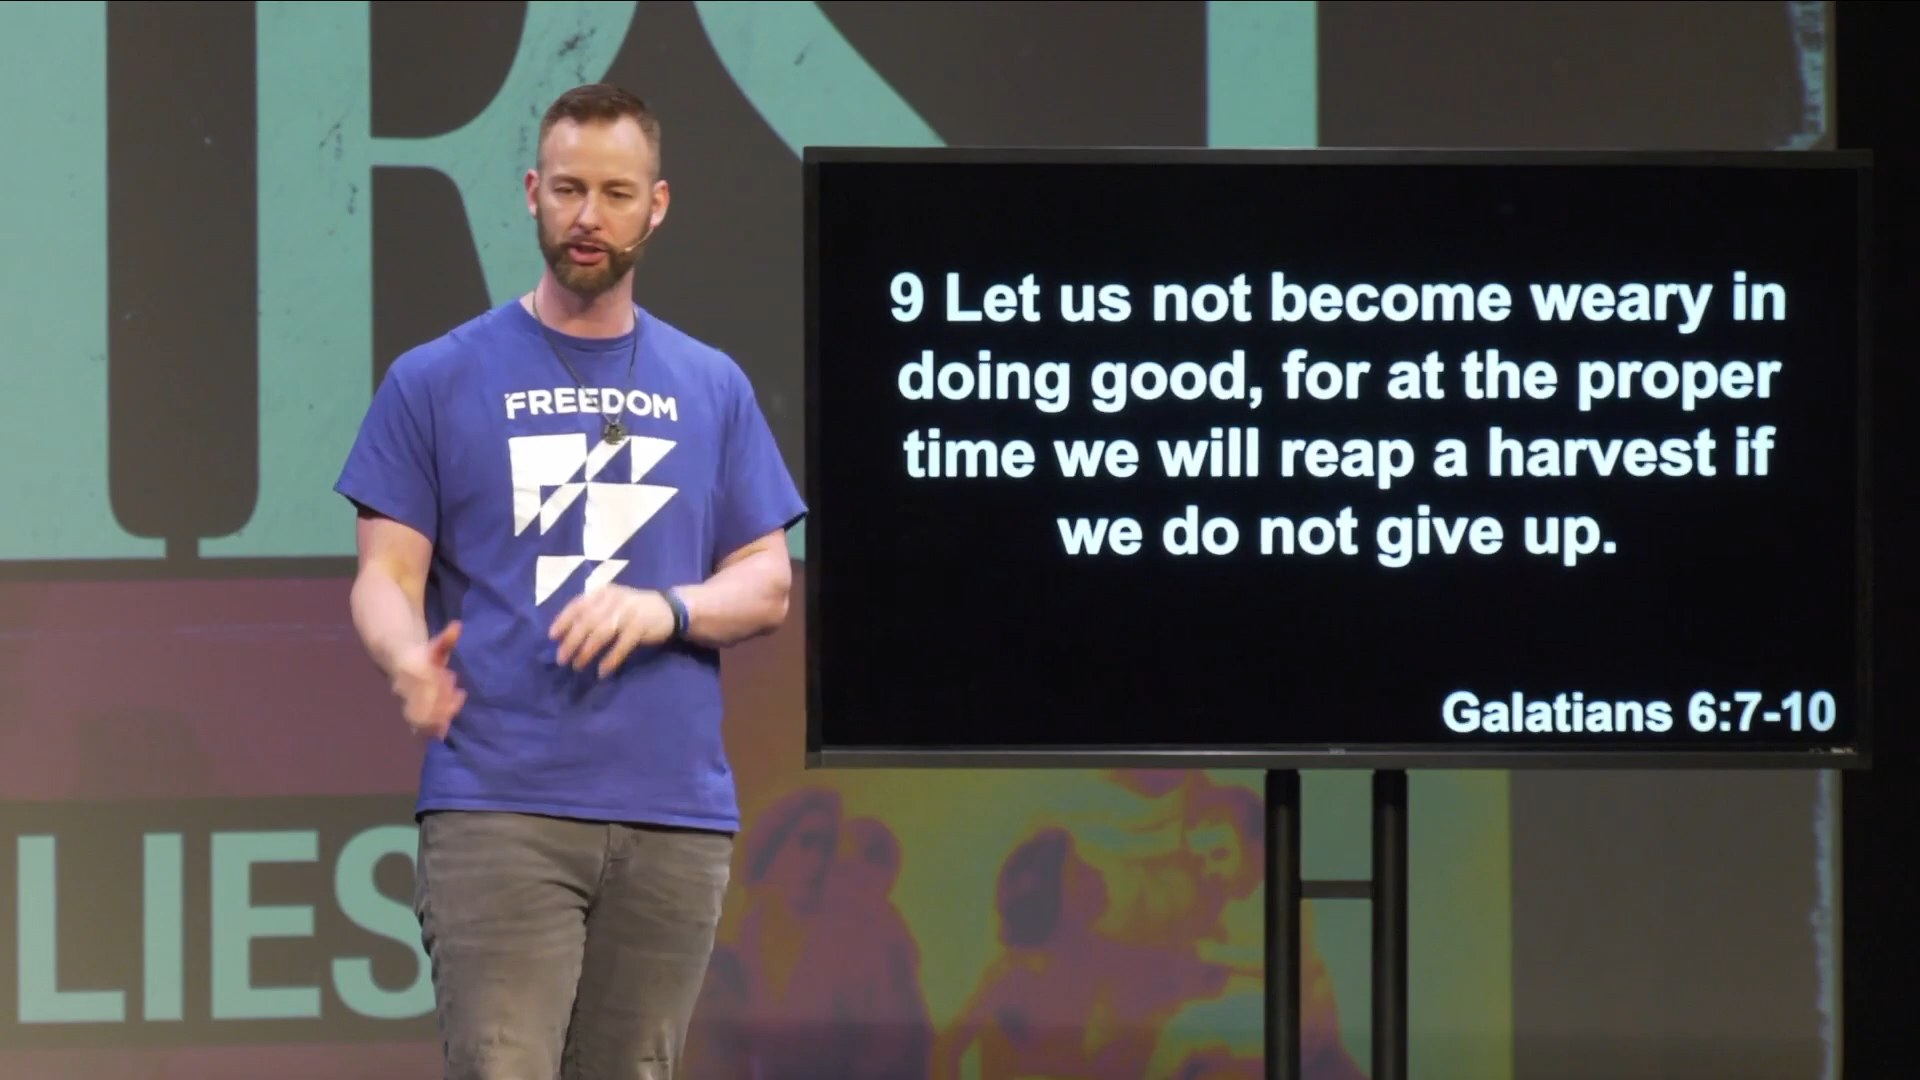 FREEDOM
9 Let us not become weary in
doing good, for at the proper
time we will reap a harvest if
we do not give up.
Galatians 6:7-10
LIES